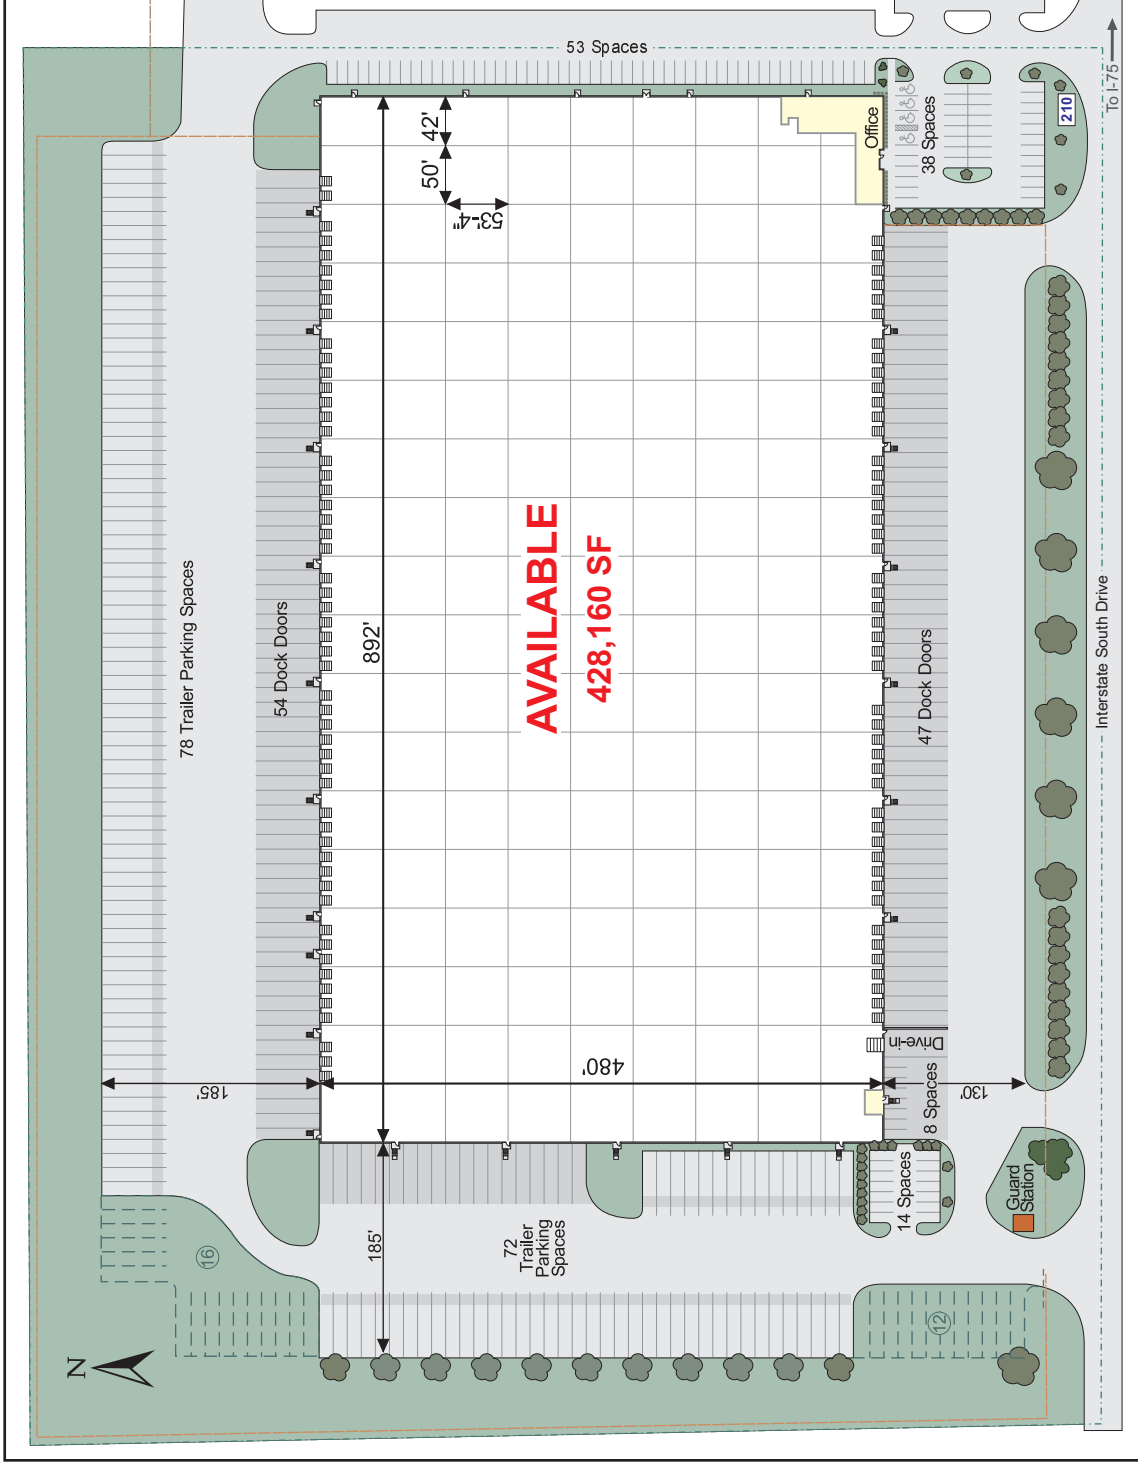 53 Spaces
To I-75
210
38 Spaces
Office
42'
50'
53'-4"
78 Trailer Parking Spaces
54 Dock Doors
892'
AVAILABLE
428,160 SF
47 Dock Doors
Interstate South Drive
Drive-in
8 Spaces
185'
480'
130'
14 Spaces
Guard
Station
185'
72
Trailer
Parking
Spaces
16
12
N